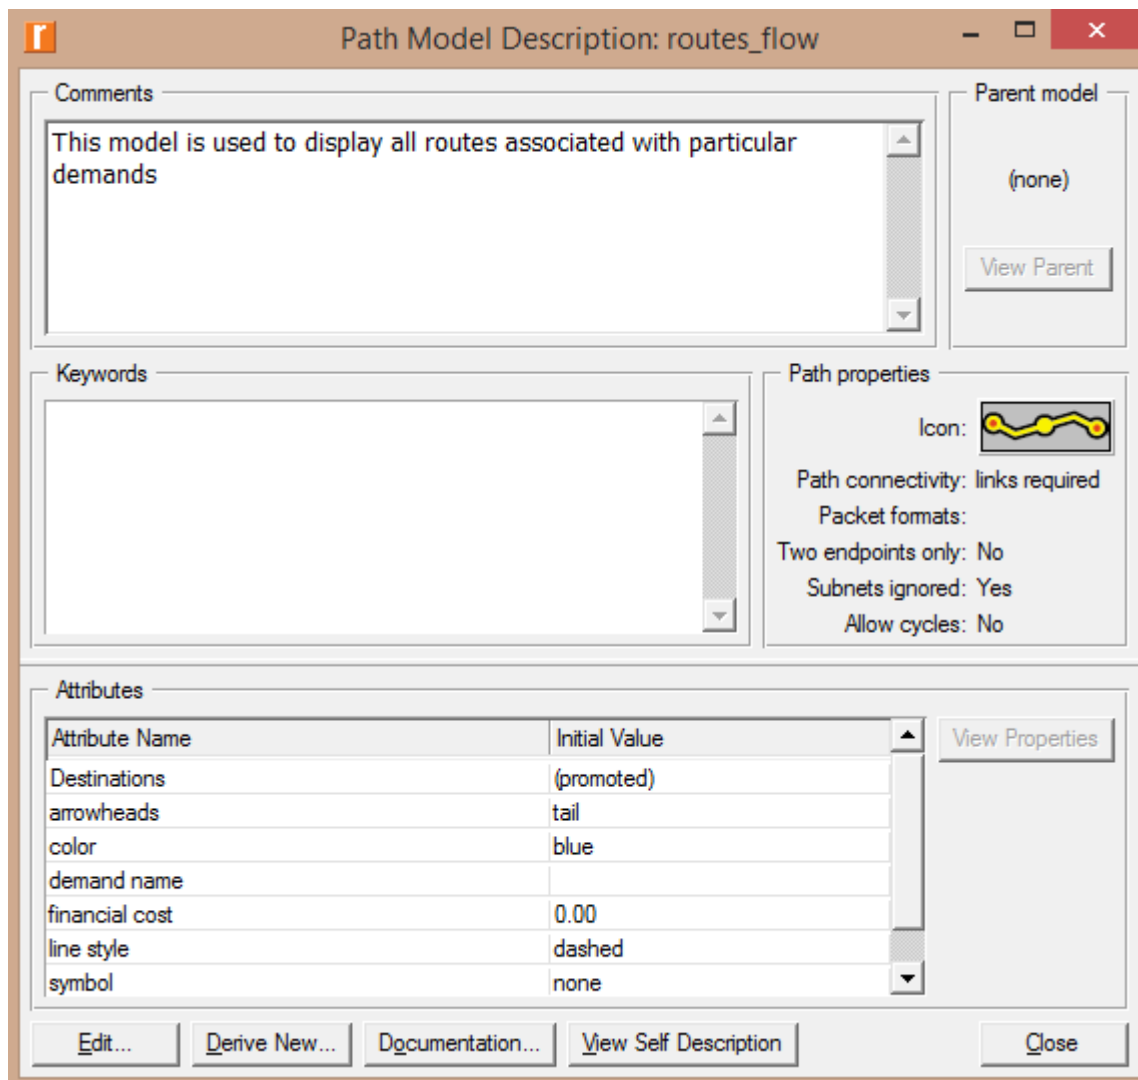 r
Path Model Description: routes_flow
Comments
This model is used to display all routes associated with particular
demands
Parent model
(none)
View Parent
Keywords
Path properties
Icon:
Path connectivity: links required
Packet formats:
Two endpoints only: No
Subnets ignored: Yes
Allow cycles: No
Attributes
Attribute Name Initial Value
View Properties
Destinations (promoted)
arrowheads tail
color blue
demand name
financial cost 0.00
line style dashed
symbol none
Edit... Derive New... Documentation... View Self Description Close